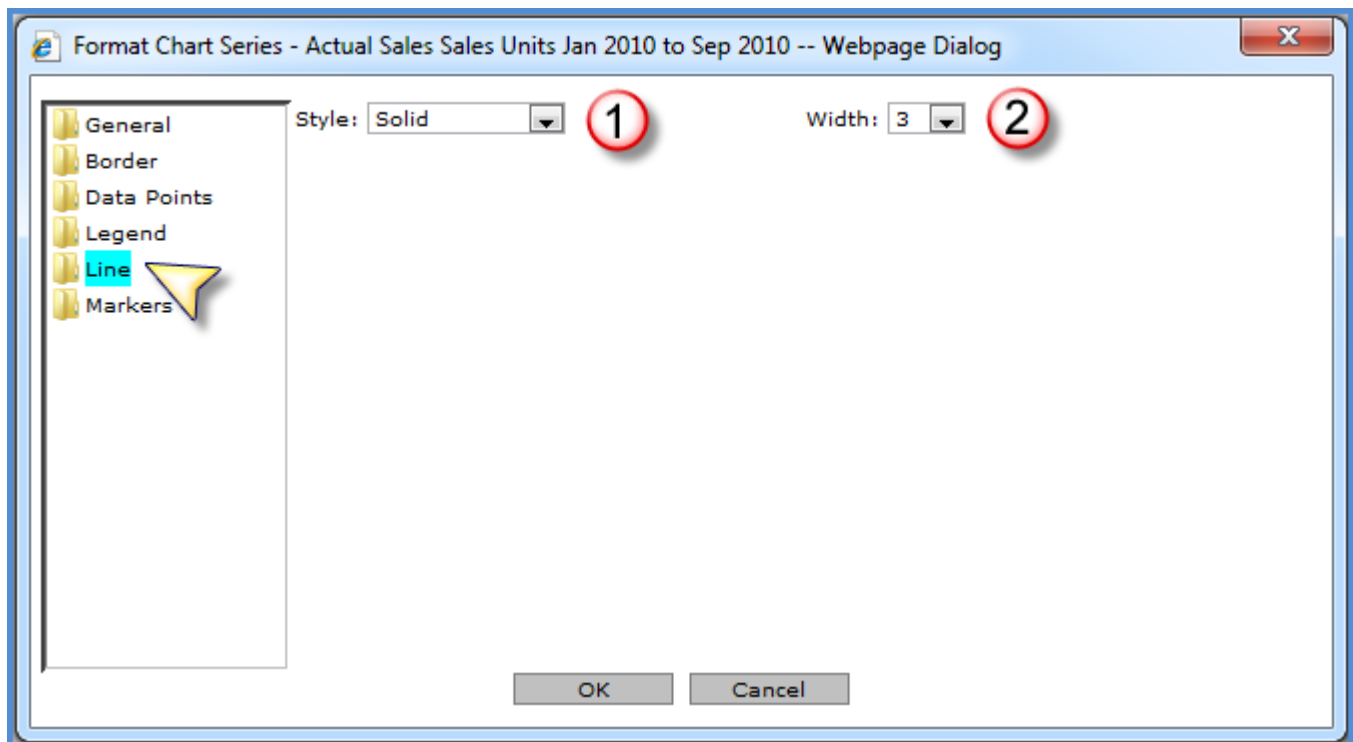 Format Chart Series - Actual Sales Sales Units Jan 2010 to Sep 2010 -- Webpage Dialog
x
General
Border
Data Points
Legend
Line
Markers
Style: Solid
1
Width: 3
2
OK
Cancel